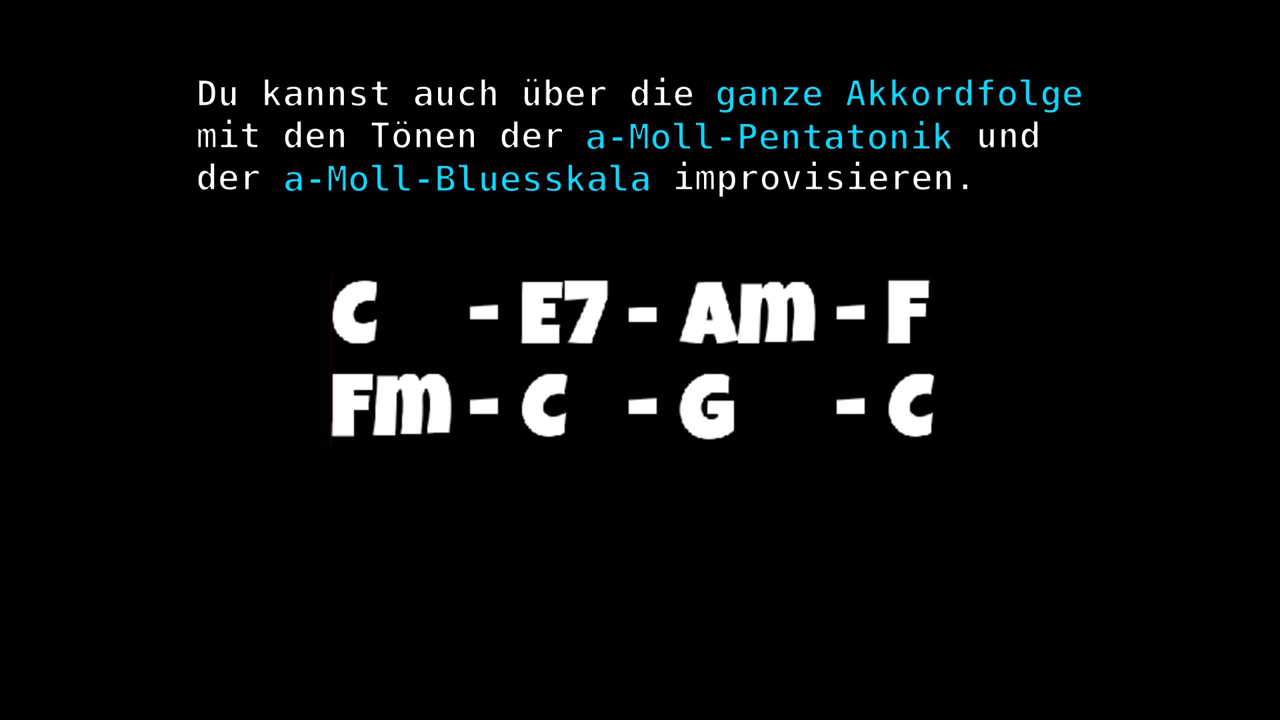 Du kannst auch über die ganze Akkordfolge
mit den Tönen der a-Moll-Pentatonik und
der a-Moll-Bluesskala improvisieren.
C - E7 - Am - F
Fm - C - G - C